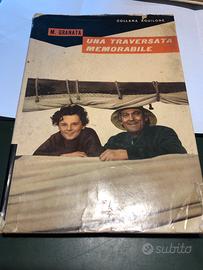 COLLANA AQUILONE
M. GRANATA
UNA TRAVERSATA
MEMORABILE
subito